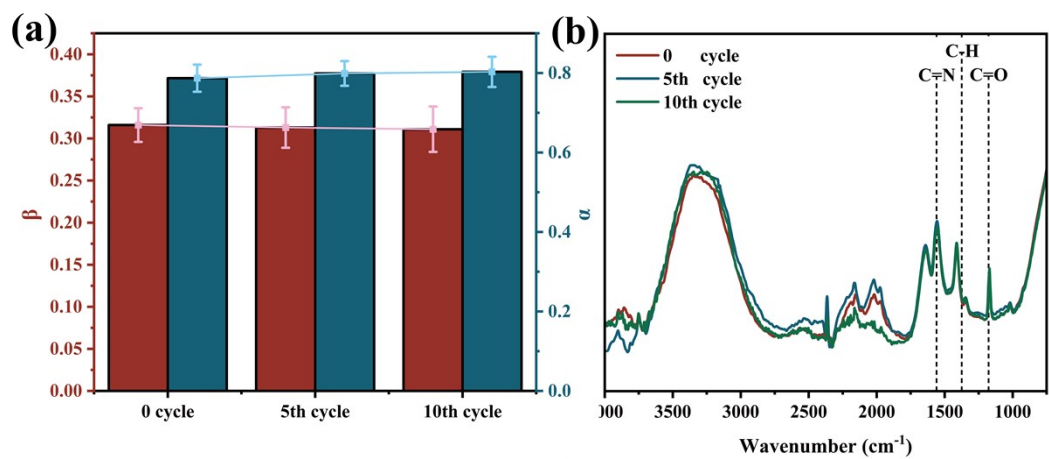 (a)
0.40
0.35
0.30
0.25
0.20
0.15
0.10
0.05
0.00
β
0 cycle
5th cycle
10th cycle
0.8
0.6
0.4
0.2
0.0
α
(b)
0 cycle
5th cycle
10th cycle
C-H
C=N
C=O
000
3500
3000
2500
2000
1500
1000
Wavenumber (cm⁻¹)